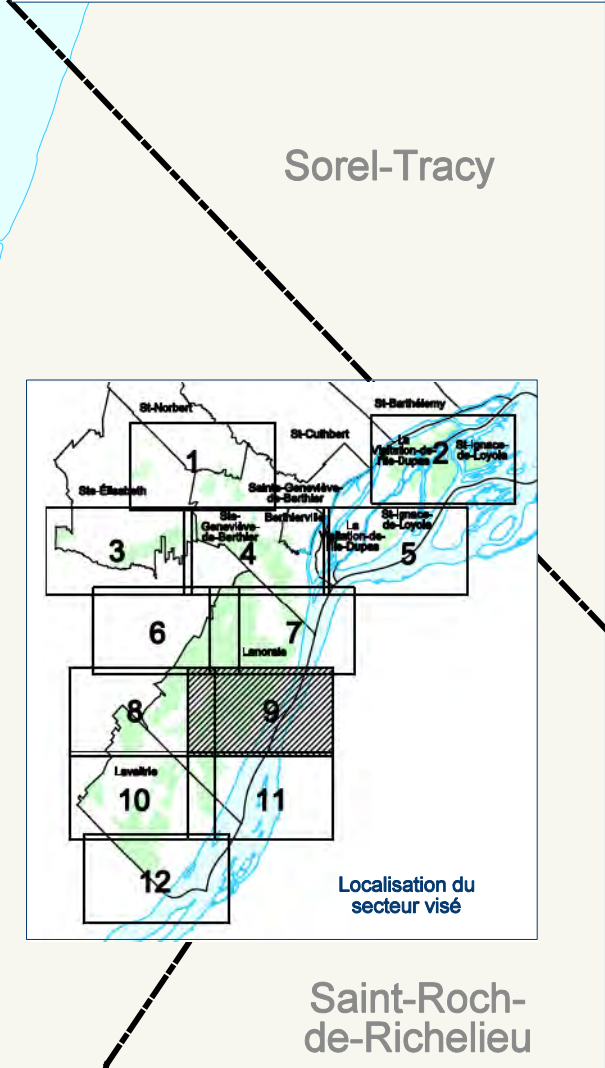 Sorel-Tracy
St-Norbert
St-Barthélemy
St-Cuthbert
1
La
Visitation-de-
l'Île-Dupas
2
St-Ignace-
de-Loyola
Ste-Élisabeth
Sainte-Geneviève-
de-Berthier
Ste-
Geneviève-
de-Berthier
Berthierville
La
Visitation-de-
l'Île-Dupas
St-Ignace-
de-Loyola
3
4
5
6
7
Lanoraie
8
9
Lavaltrie
10
11
12
Localisation du
secteur visé
Saint-Roch-
de-Richelieu